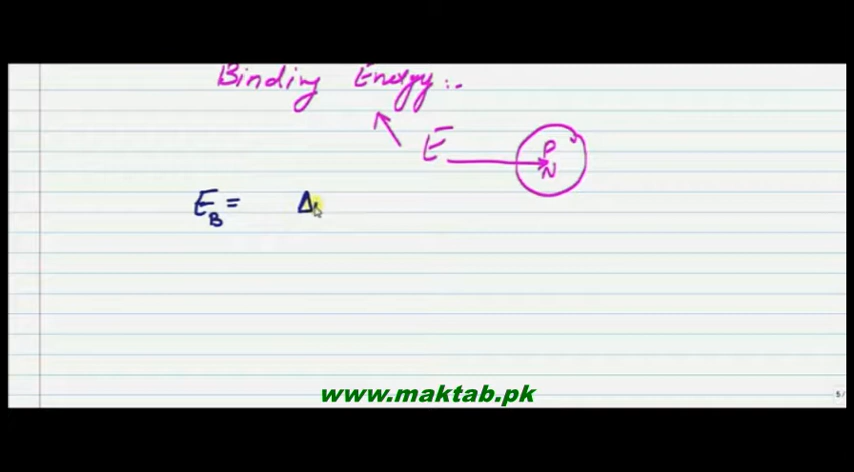 Binding Energy:-
E
P
N
E_B = Δ
www.maktab.pk